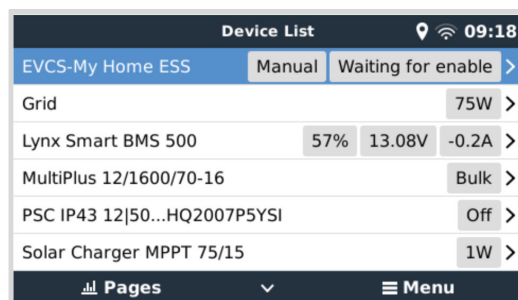 Device List 09:18
EVCS-My Home ESS Manual Waiting for enable
Grid 75W
Lynx Smart BMS 500 57% 13.08V -0.2A
MultiPlus 12/1600/70-16 Bulk
PSC IP43 12|50...HQ2007P5YSI Off
Solar Charger MPPT 75/15 1W
Pages Menu